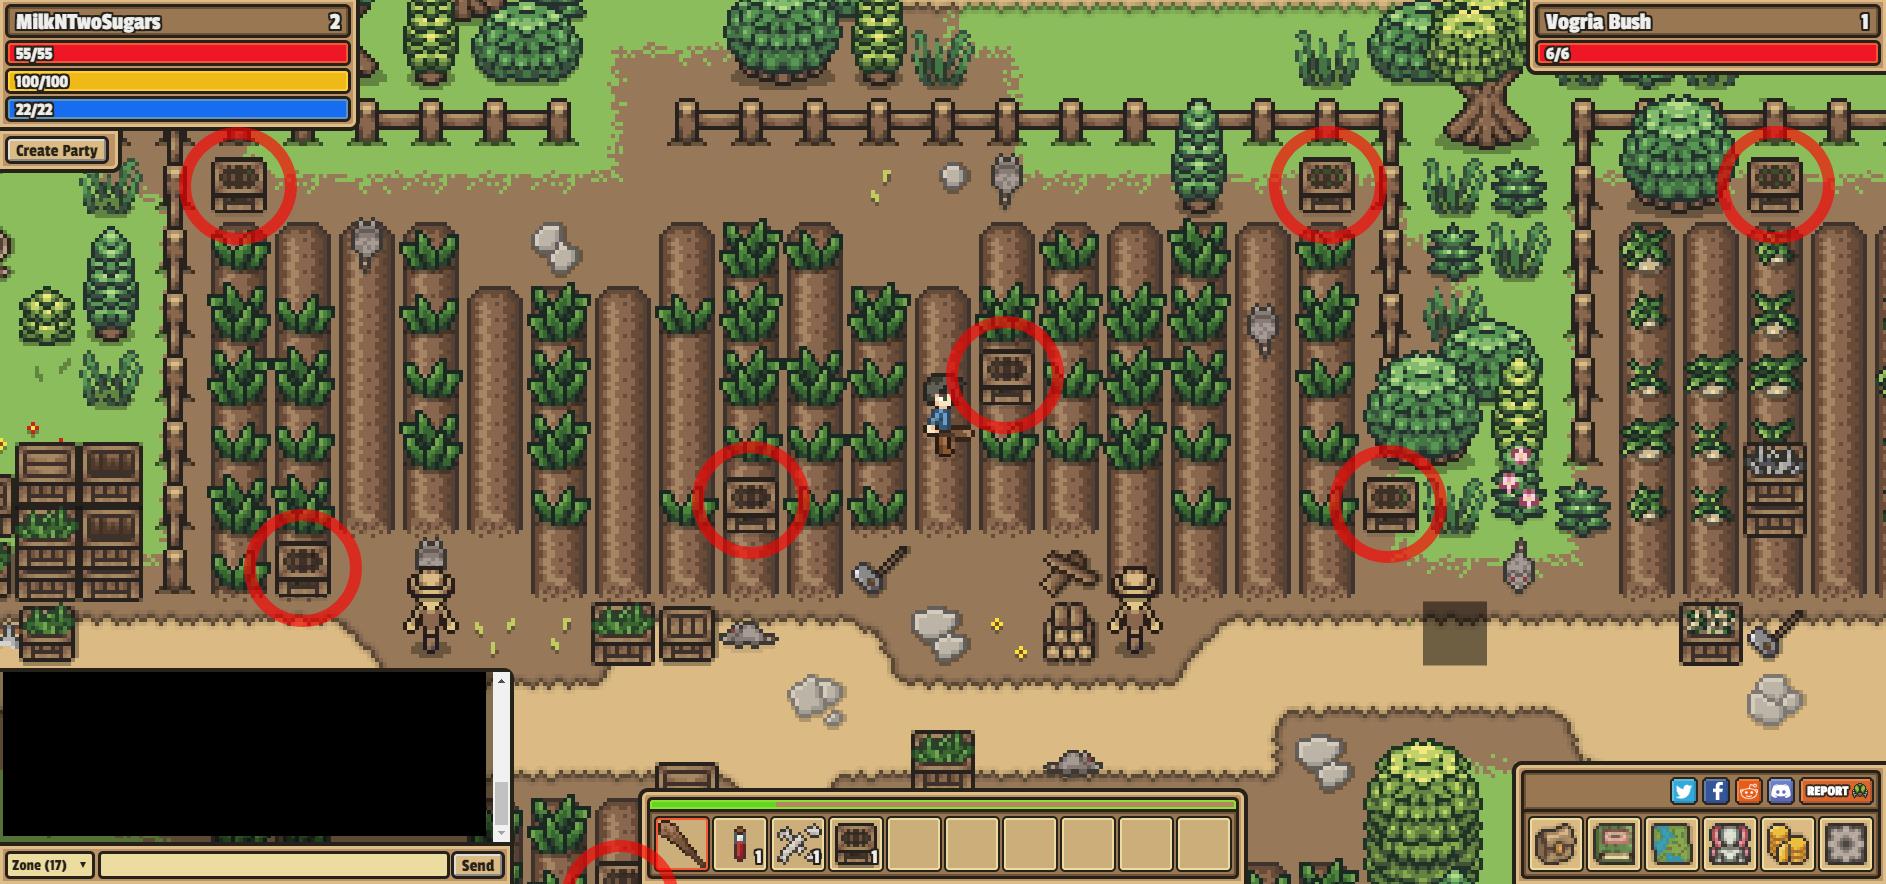 MilkNTwoSugars 2
55/55
100/100
22/22
Create Party
Vogria Bush 1
6/6
Zone (17)
Send
1 1 1
REPORT